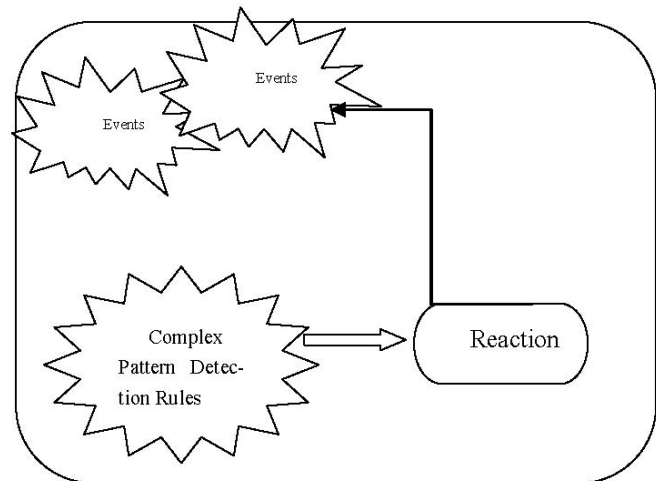 Events
Events
Complex
Pattern Detec-
tion Rules
Reaction